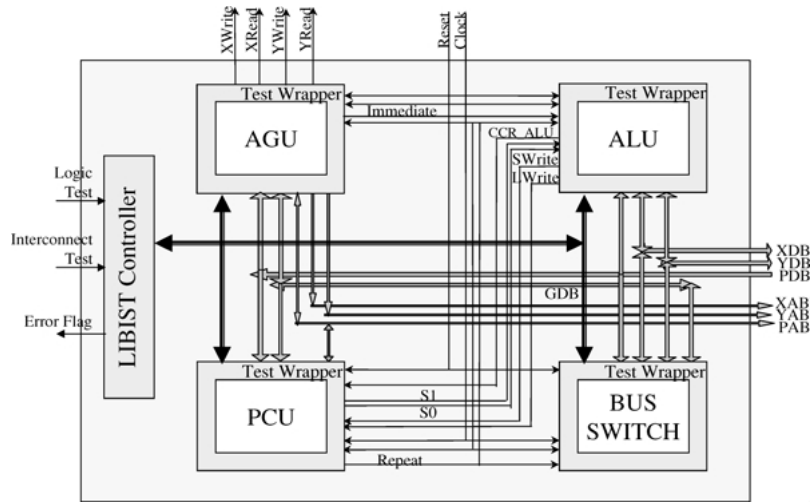 XWrite
XRead
YWrite
YRead
Reset
Clock
Test Wrapper
AGU
Immediate
Test Wrapper
ALU
CCR_ALU
SWrite
LWrite
Logic
Test
Interconnect
Test
Error Flag
LIBIST Controller
XDB
YDB
PDB
GDB
XAB
YAB
PAB
Test Wrapper
PCU
S1
S0
Repeat
Test Wrapper
BUS
SWITCH